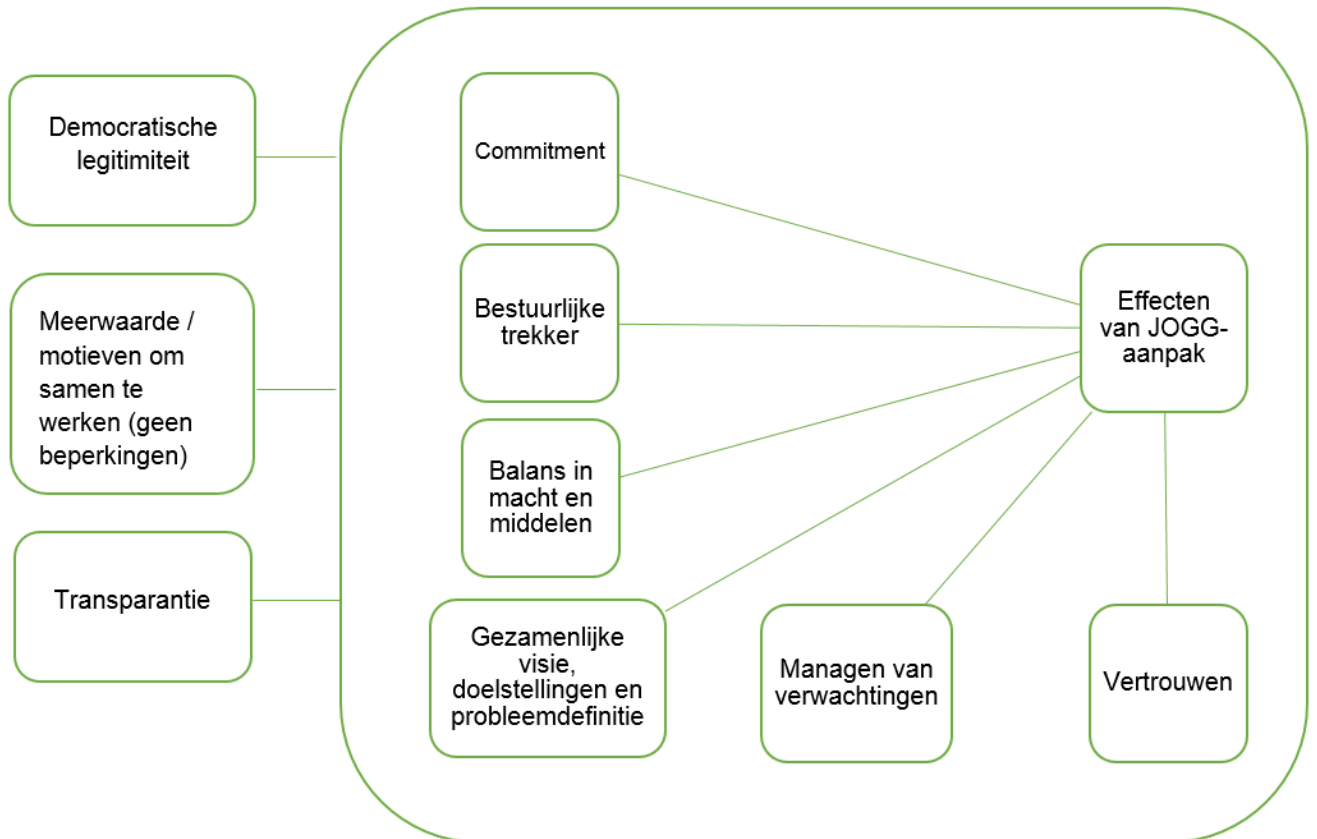 Democratische
legitimiteit
Meerwaarde /
motieven om
samen te
werken (geen
beperkingen)
Transparantie
Commitment
Bestuurlijke
trekker
Balans in
macht en
middelen
Gezamenlijke
visie,
doelstellingen en
probleemdefinitie
Managen van
verwachtingen
Vertrouwen
Effecten
van JOGG-
aanpak